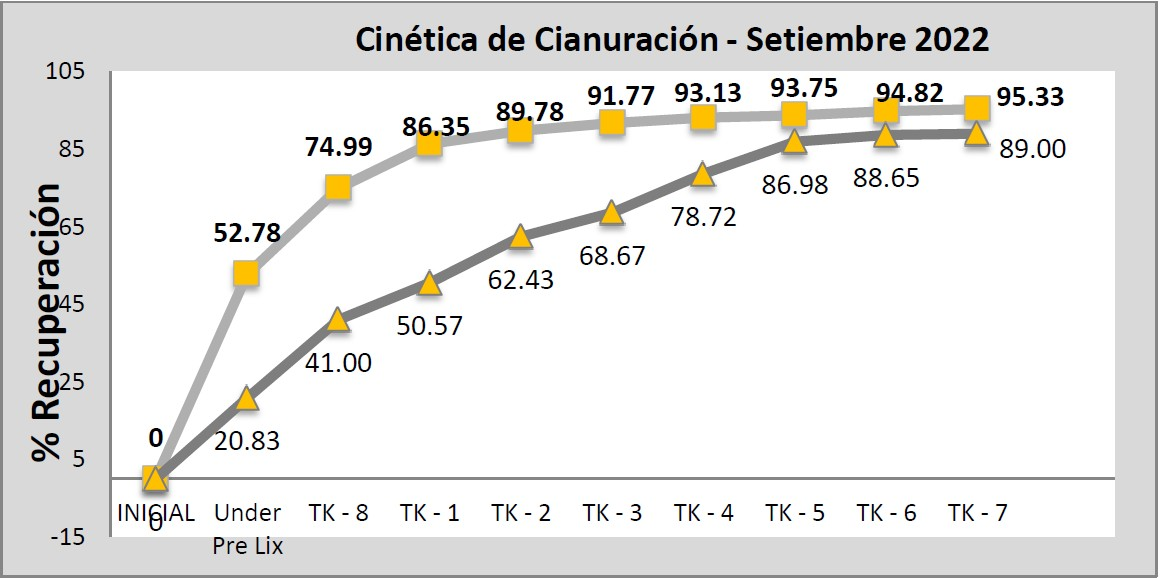 Cinética de Cianuración - Setiembre 2022
% Recuperación
105
85
65
45
25
5
-15
0
52.78
74.99
86.35
89.78
91.77
93.13
93.75
94.82
95.33
0
20.83
41.00
50.57
62.43
68.67
78.72
86.98
88.65
89.00
INICIAL
Under
Pre Lix
TK - 8
TK - 1
TK - 2
TK - 3
TK - 4
TK - 5
TK - 6
TK - 7